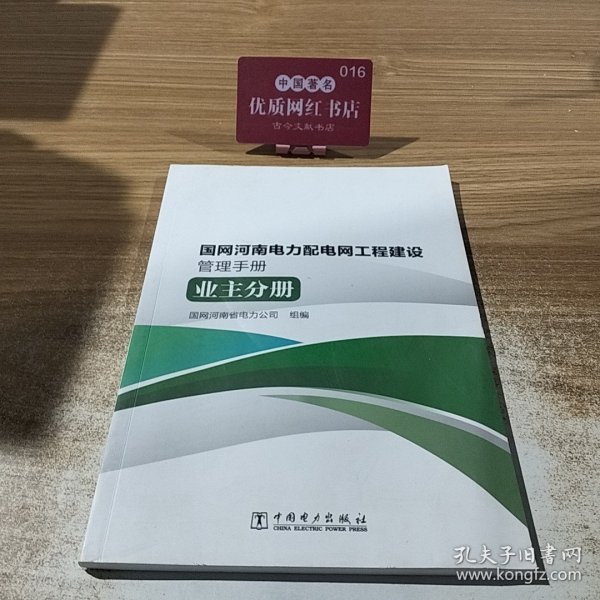 016
中国著名
优质网红书店
古今文献书店
国网河南电力配电网工程建设
管理手册
业主分册
国网河南省电力公司 组编
中国电力出版社
CHINA ELECTRIC POWER PRESS
孔夫子旧书网
www.kongfz.com